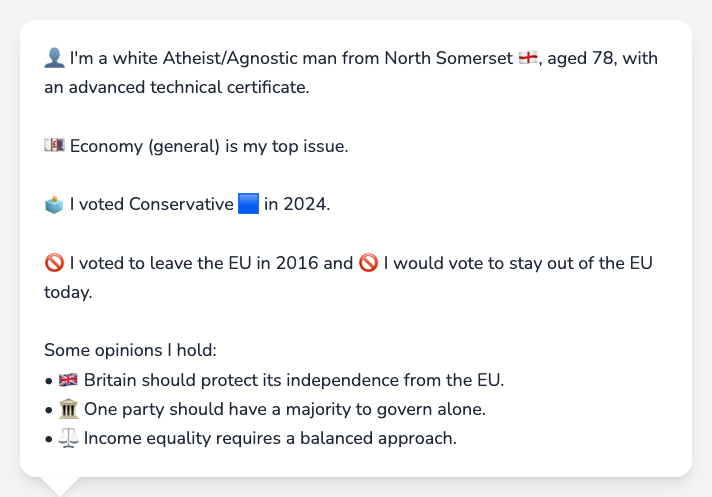 👤 I'm a white Atheist/Agnostic man from North Somerset 🏴󠁧󠁢󠁥󠁮󠁧󠁿, aged 78, with
an advanced technical certificate.
💷 Economy (general) is my top issue.
🗳️ I voted Conservative 🟦 in 2024.
🚫 I voted to leave the EU in 2016 and 🚫 I would vote to stay out of the EU
today.
Some opinions I hold:
• 🇬🇧 Britain should protect its independence from the EU.
• 🏛️ One party should have a majority to govern alone.
• ⚖️ Income equality requires a balanced approach.